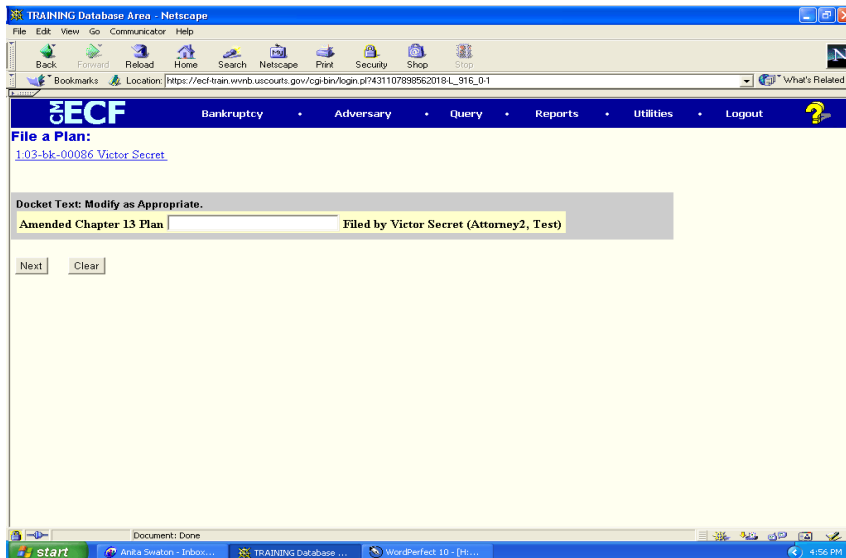 TRAINING Database Area - Netscape
File Edit View Go Communicator Help
Back Forward Reload Home Search Netscape Print Security Shop Stop
Bookmarks Location: https://ecf-train.wvnb.uscourts.gov/cgi-bin/login.pl?431107898562018-L_916_0-1 What's Related
CM ECF Bankruptcy • Adversary • Query • Reports • Utilities • Logout ?
File a Plan:
1:03-bk-00086 Victor Secret
Docket Text: Modify as Appropriate.
Amended Chapter 13 Plan Filed by Victor Secret (Attorney2, Test)
Next Clear
Document: Done
start Anita Swaton - Inbox... TRAINING Database ... WordPerfect 10 - [H:... 4:56 PM